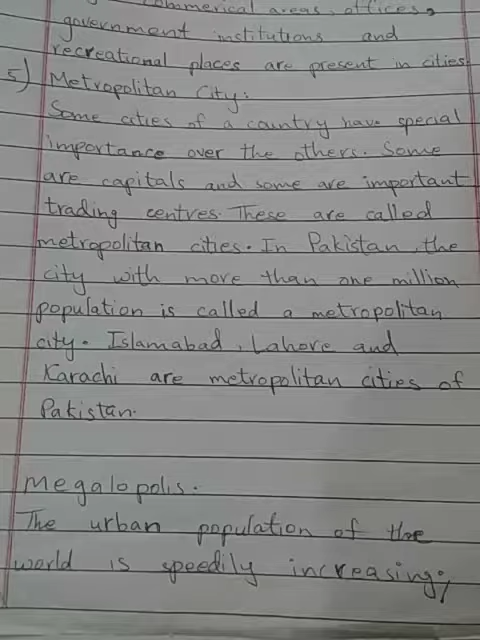 commerical areas, offices,
government institutions and
recreational places are present in cities
5) Metropolitan City:
Some cities of a country have special
importance over the others. Some
are capitals and some are important
trading centres. These are called
metropolitan cities. In Pakistan, the
city with more than one million
population is called a metropolitan
city. Islamabad, Lahore and
Karachi are metropolitan cities of
Pakistan.
Megalopolis.
The urban population of the
world is speedily increasing;